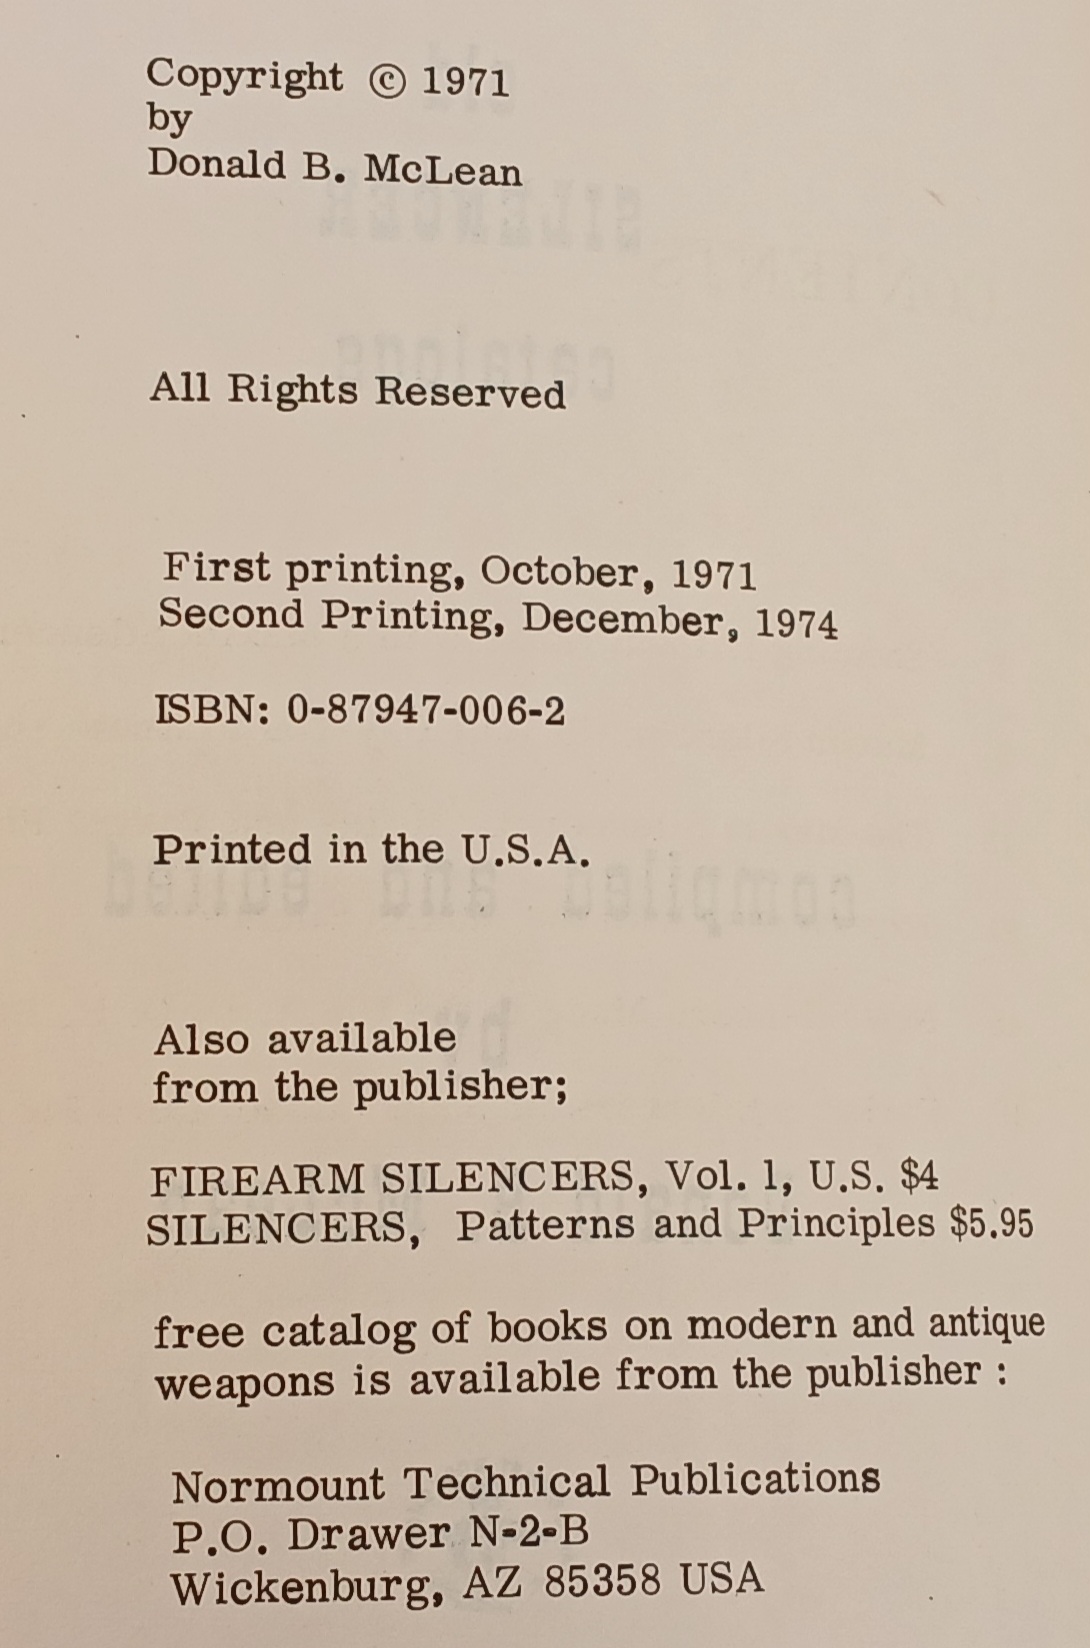 Copyright © 1971
by
Donald B. McLean
All Rights Reserved
First printing, October, 1971
Second Printing, December, 1974
ISBN: 0-87947-006-2
Printed in the U.S.A.
Also available
from the publisher;
FIREARM SILENCERS, Vol. 1, U.S. $4
SILENCERS, Patterns and Principles $5.95
free catalog of books on modern and antique
weapons is available from the publisher :
Normount Technical Publications
P.O. Drawer N-2-B
Wickenburg, AZ 85358 USA